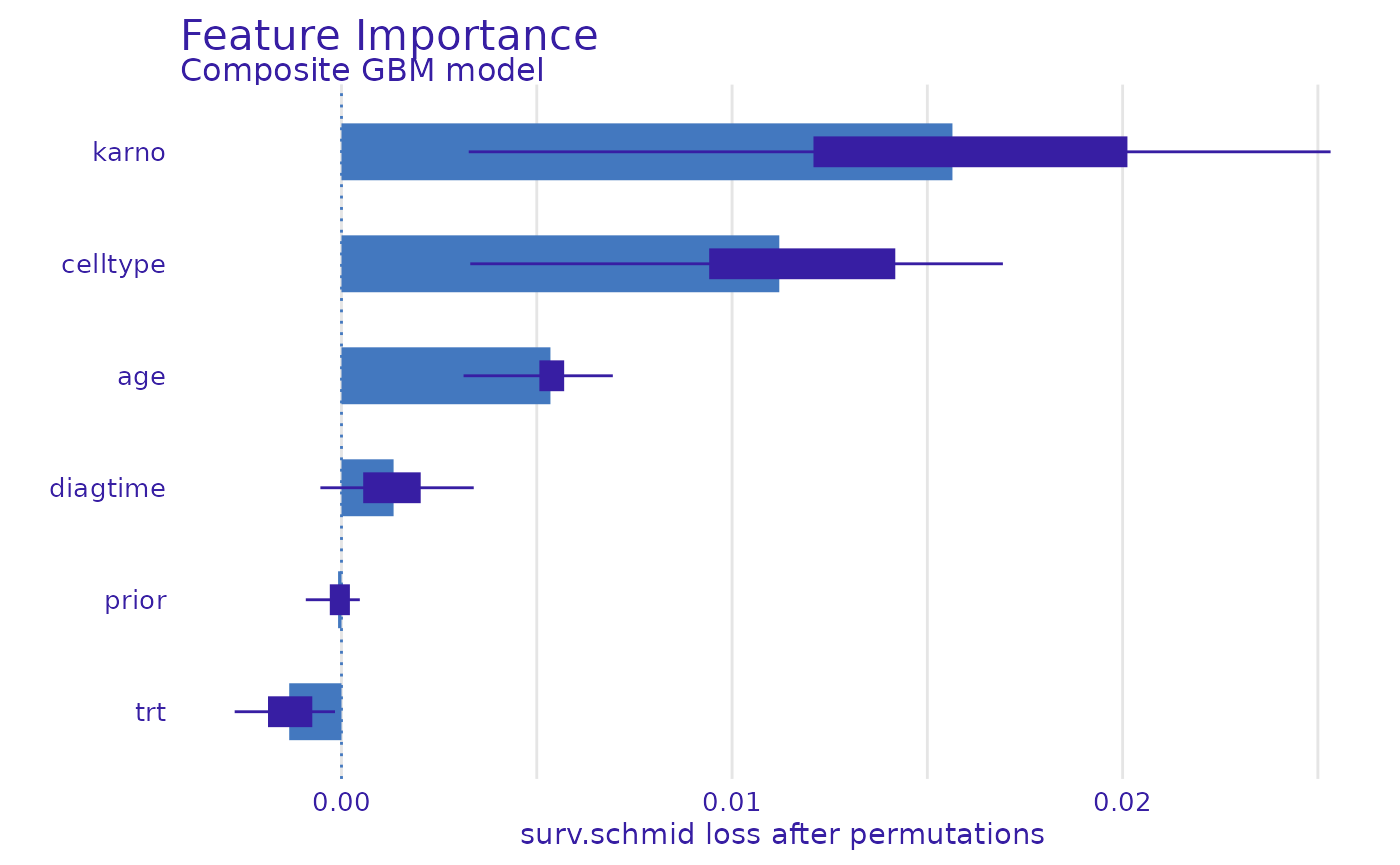 Feature Importance
Composite GBM model
karno
celltype
age
diagtime
prior
trt
0.00 0.01 0.02
surv.schmid loss after permutations